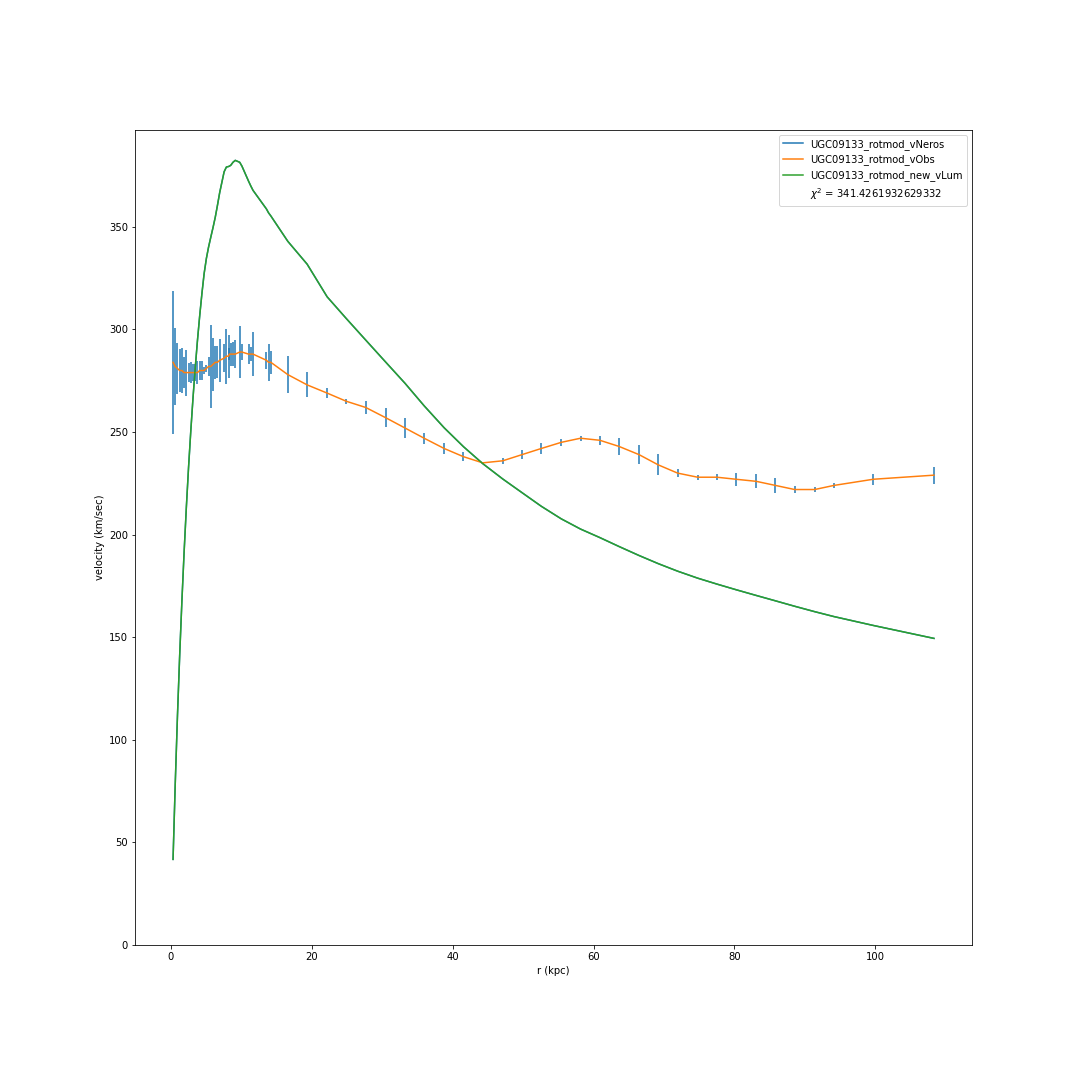 UGC09133_rotmod_vNeros
UGC09133_rotmod_vObs
UGC09133_rotmod_new_vLum
χ² = 341.4261932629332
350
300
250
200
150
100
50
0
velocity (km/sec)
0 20 40 60 80 100
r (kpc)